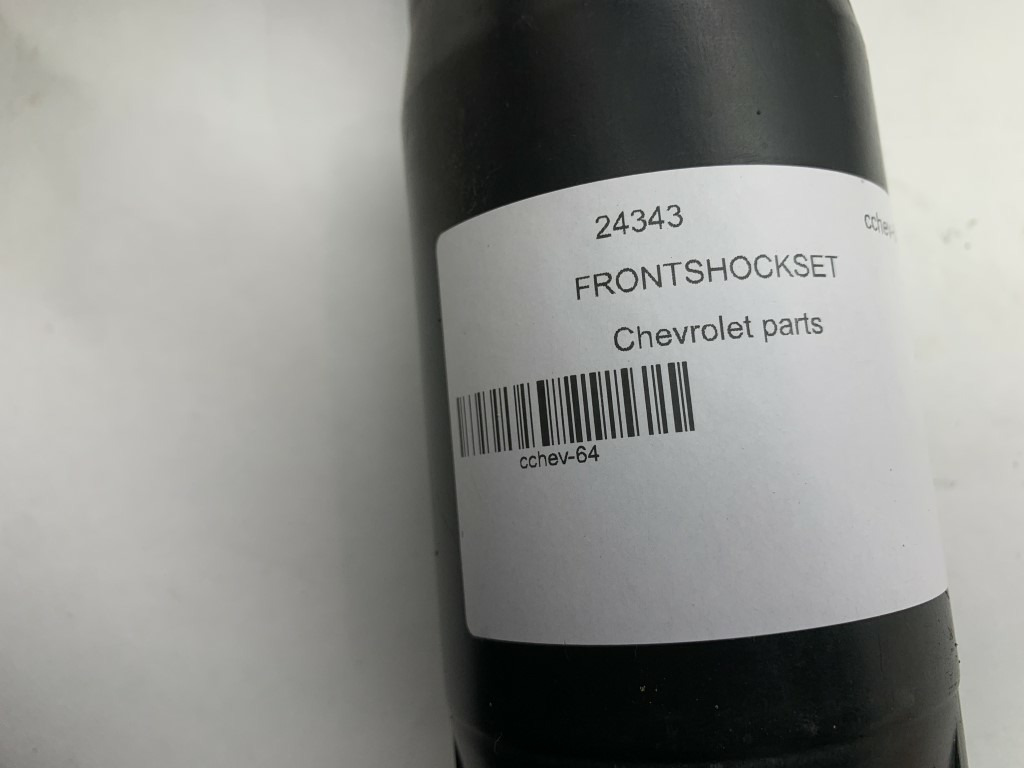 24343
FRONTSHOCKSET
Chevrolet parts
cchev-64